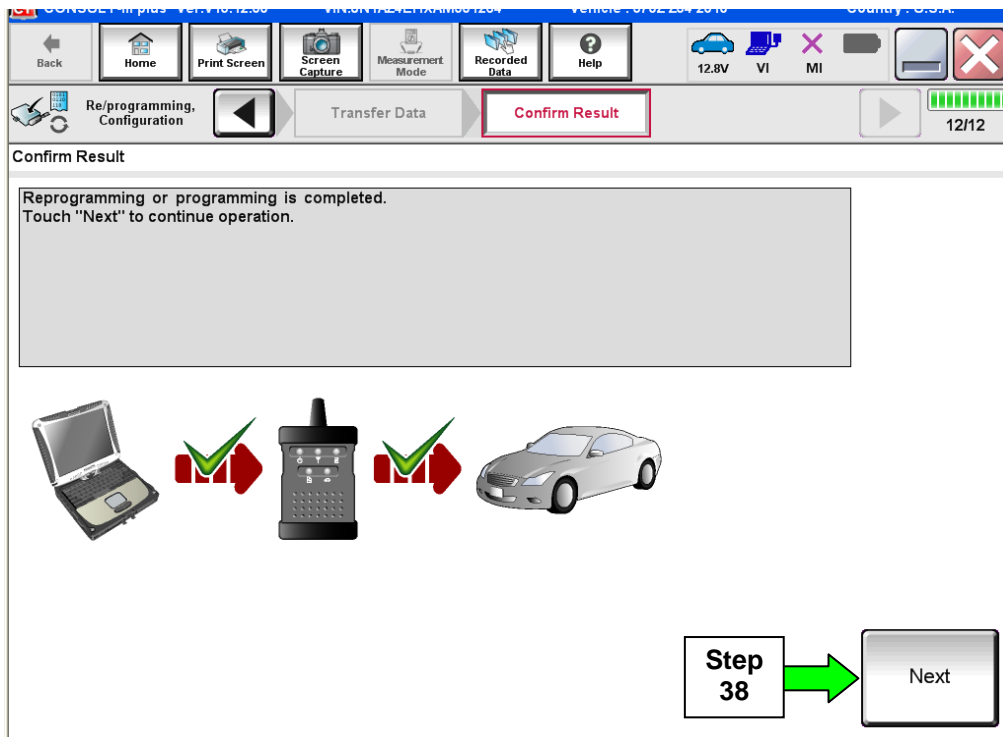 Back
Home
Print Screen
Screen
Capture
Measurement
Mode
Recorded
Data
Help
12.8V
VI
MI
Re/programming,
Configuration
Transfer Data
Confirm Result
12/12
Confirm Result
Reprogramming or programming is completed.
Touch "Next" to continue operation.
Step
38
Next